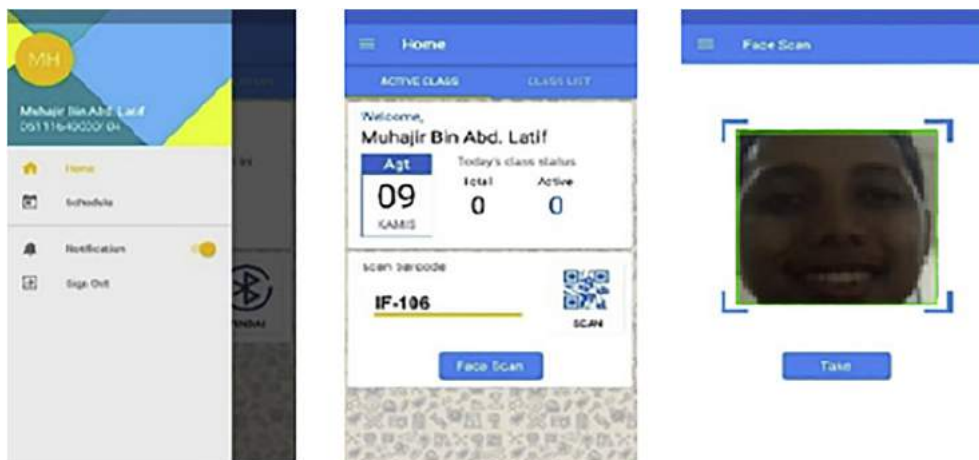 MH
Muhajir Bin Abd. Latif
Home
Schedule
Notification
Sign Out
Home
ACTIVE CLASS
CLASS LIST
Welcome,
Muhajir Bin Abd. Latif
Agt
09
KAMIS
Today's class status
Total
Active
0
0
scan barcode
IF-106
SCAN
Face Scan
Face Scan
Take